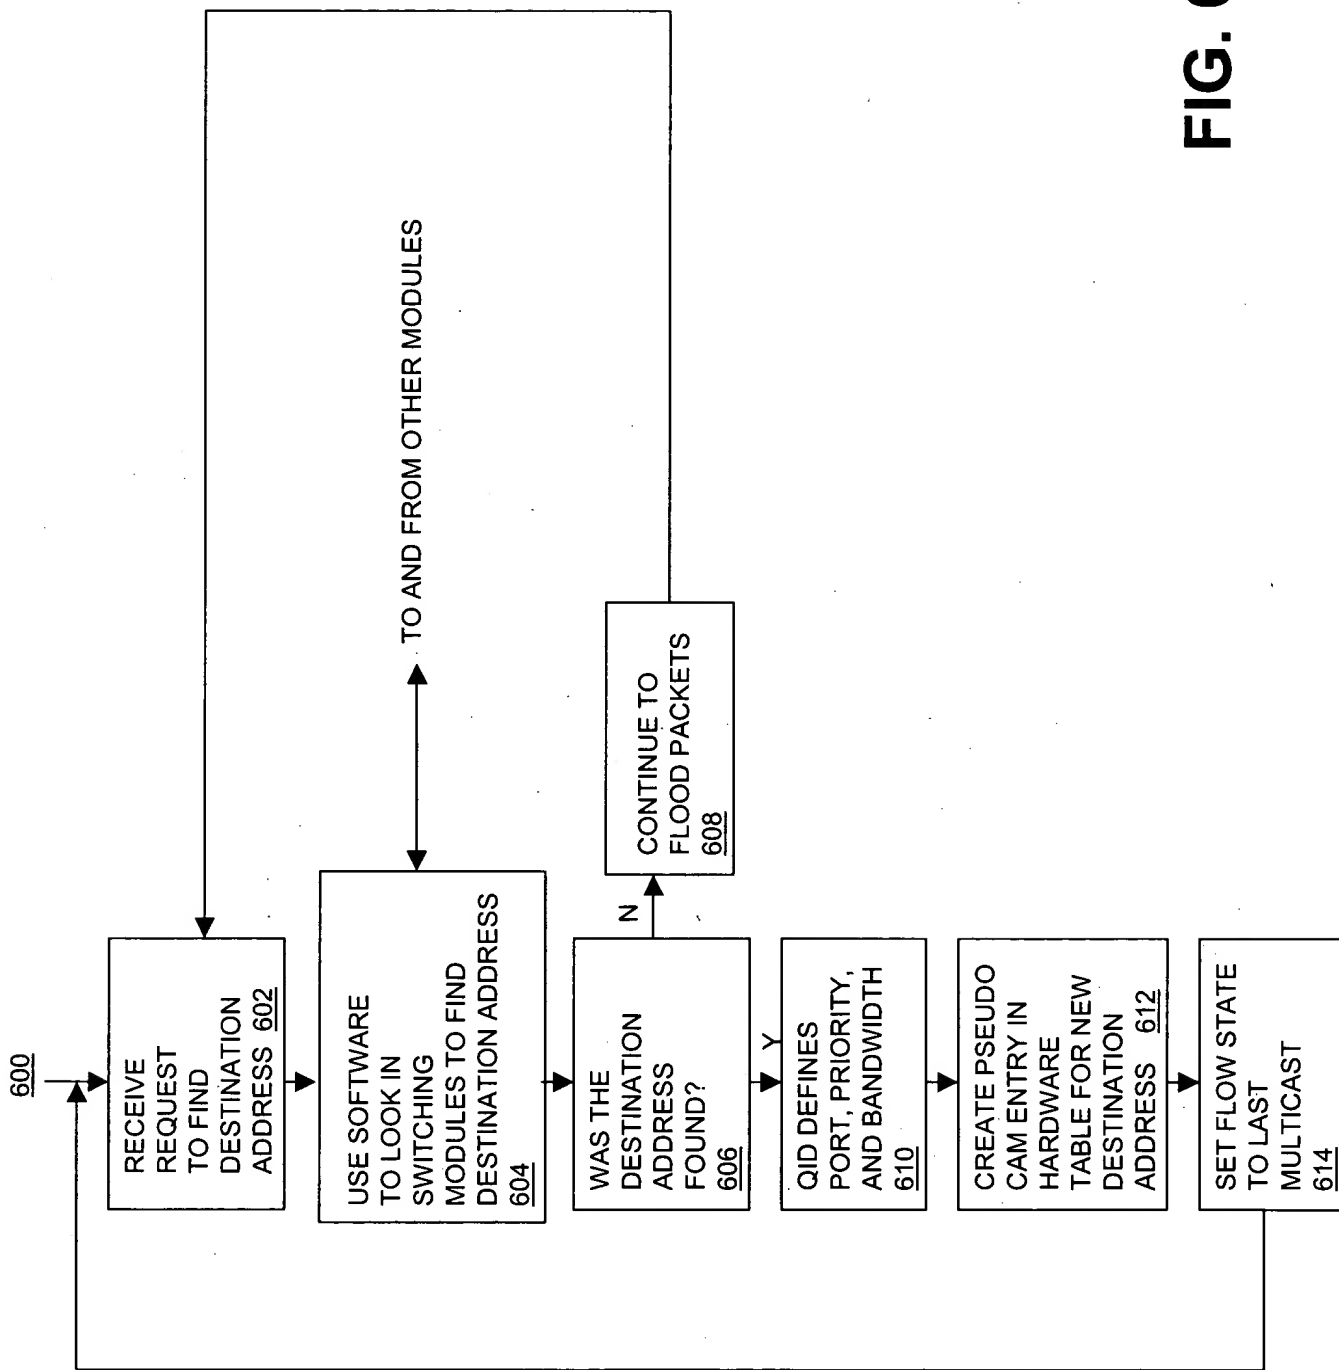 600
RECEIVE
REQUEST
TO FIND
DESTINATION
ADDRESS 602
USE SOFTWARE
TO LOOK IN
SWITCHING
MODULES TO FIND
DESTINATION ADDRESS
604
TO AND FROM OTHER MODULES
WAS THE
DESTINATION
ADDRESS
FOUND?
606
N
CONTINUE TO
FLOOD PACKETS
608
Y
QID DEFINES
PORT, PRIORITY,
AND BANDWIDTH
610
CREATE PSEUDO
CAM ENTRY IN
HARDWARE
TABLE FOR NEW
DESTINATION
ADDRESS 612
SET FLOW STATE
TO LAST
MULTICAST
614
FIG.